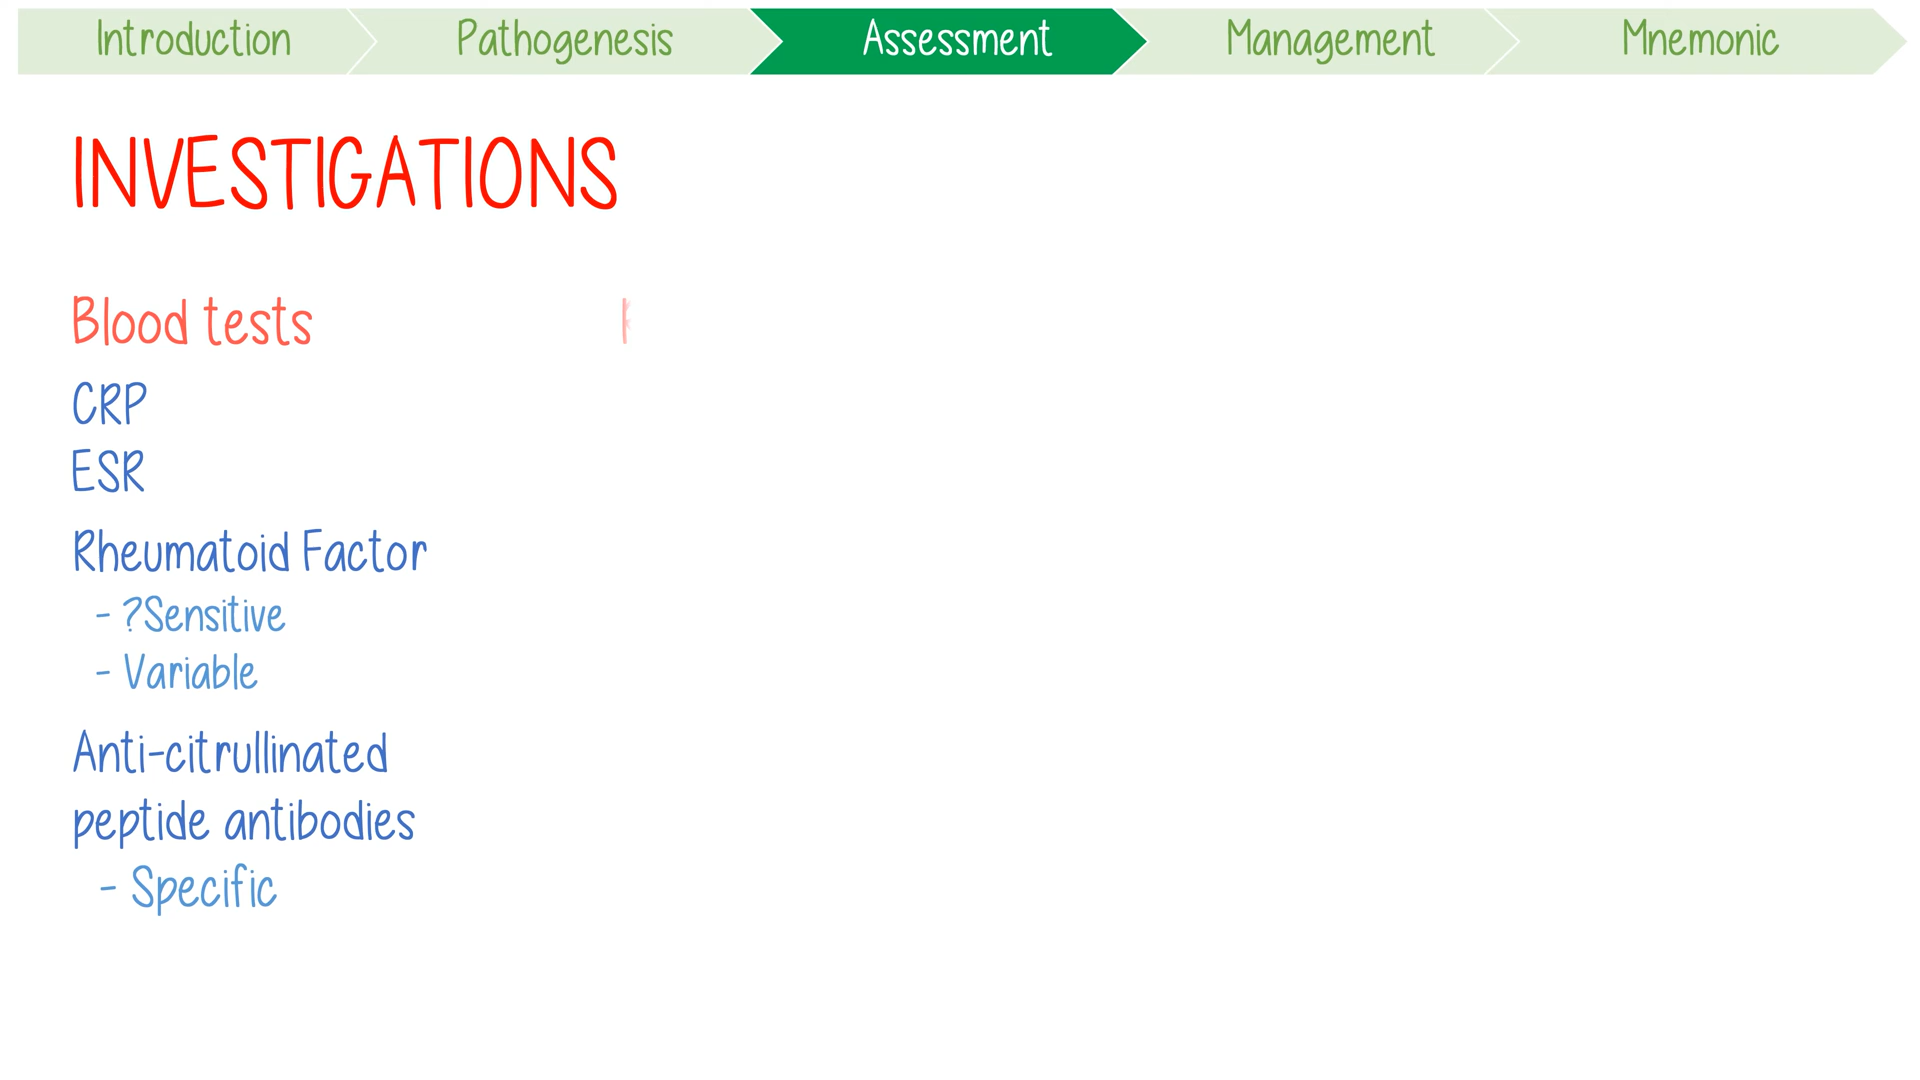 Introduction
Pathogenesis
Assessment
Management
Mnemonic
INVESTIGATIONS
Blood tests
CRP
ESR
Rheumatoid Factor
- ?Sensitive
- Variable
Anti-citrullinated
peptide antibodies
- Specific